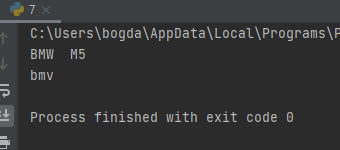 7
C:\Users\bogda\AppData\Local\Programs\P
BMW  M5
bmv
Process finished with exit code 0